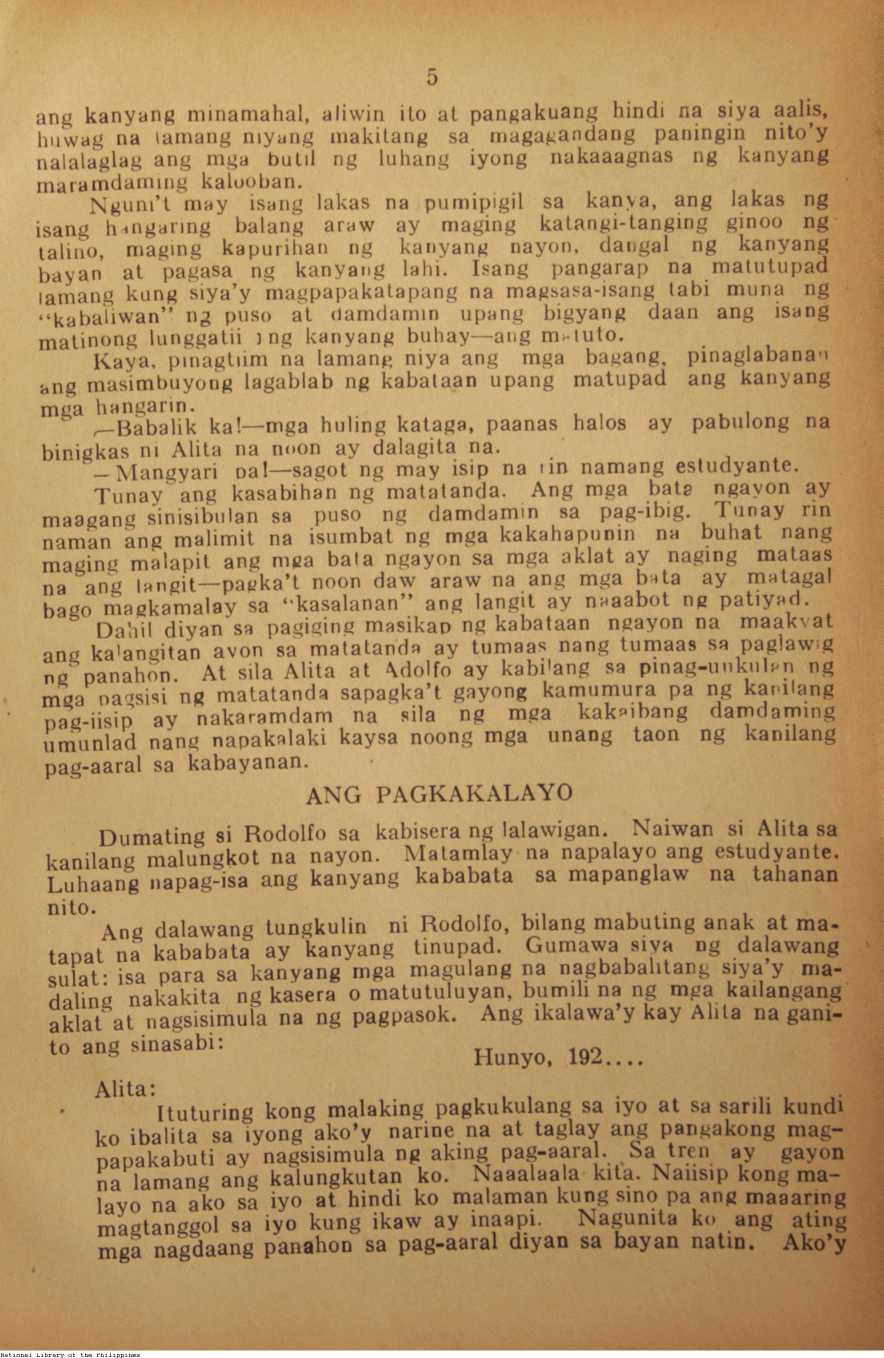 5
ang kanyang minamahal, aliwin ito at pangakuang hindi na siya aalis,
huwag na lamang niyang makitang sa magagandang paningin nito’y
nalalaglag ang mga butil ng luhang iyong nakaaagnas ng kanyang
maramdaming kalooban.
Nguni’t may isang lakas na pumipigil sa kanya, ang lakas ng
isang hangaring balang araw ay maging katangi-tanging ginoo ng
talino, maging kapurihan ng kanyang nayon, dangal ng kanyang
bayan at pagasa ng kanyang lahi. Isang pangarap na matutupad
lamang kung siya’y magpapakatapang na magsasa-isang tabi muna ng
“kabaliwan” ng puso at damdamin upang bigyang daan ang isang
matinong lunggatii ng kanyang buhay—ang matuto.
Kaya, pinagtiim na lamang niya ang mga bagang, pinaglabanan
ang masimbuyong lagablab ng kabataan upang matupad ang kanyang
mga hangarin.
—Babalik ka!—mga huling kataga, paanas halos ay pabulong na
binigkas ni Alita na noon ay dalagita na.
—Mangyari pa!—sagot ng may isip na rin namang estudyante.
Tunay ang kasabihan ng matatanda. Ang mga bata ngayon ay
maagang sinisibulan sa puso ng damdamin sa pag-ibig. Tunay rin
naman ang malimit na isumbat ng mga kakahapunin na buhat nang
maging malapit ang mga bata ngayon sa mga aklat ay naging mataas
na ang langit—pagka’t noon daw araw na ang mga bata ay matagal
bago magkamalay sa “kasalanan” ang langit ay naaabot ng patiyad.
Dahil diyan sa pagiging masikap ng kabataan ngayon na maakyat
ang kalangitan ayon sa matatanda ay tumaas nang tumaas sa paglawig
ng panahon. At sila Alita at Adolfo ay kabilang sa pinag-uukulan ng
mga pagsisi ng matatanda sapagka’t gayong kamumura pa ng kanilang
pag-iisip ay nakaramdam na sila ng mga kakaibang damdaming
umunlad nang napakalaki kaysa noong mga unang taon ng kanilang
pag-aaral sa kabayanan.
ANG PAGKAKALAYO
Dumating si Rodolfo sa kabisera ng lalawigan. Naiwan si Alita sa
kanilang malungkot na nayon. Matamlay na napalayo ang estudyante.
Luhaang napag-isa ang kanyang kababata sa mapanglaw na tahanan
nito.
Ang dalawang tungkulin ni Rodolfo, bilang mabuting anak at ma-
tapat na kababata ay kanyang tinupad. Gumawa siya ng dalawang
sulat: isa para sa kanyang mga magulang na nagbabalitang siya’y ma-
daling nakakita ng kasera o matutuluyan, bumili na ng mga kailangang
aklat at nagsisimula na ng pagpasok. Ang ikalawa’y kay Alita na gani-
to ang sinasabi:
Hunyo, 192....
Alita:
Ituturing kong malaking pagkukulang sa iyo at sa sarili kundi
ko ibalita sa iyong ako’y narine na at taglay ang pangakong mag-
papakabuti ay nagsisimula ng aking pag-aaral. Sa tren ay gayon
na lamang ang kalungkutan ko. Naaalaala kita. Naiisip kong ma-
layo na ako sa iyo at hindi ko malaman kung sino pa ang maaaring
magtanggol sa iyo kung ikaw ay inaapi. Nagunita ko ang ating
mga nagdaang panahon sa pag-aaral diyan sa bayan natin. Ako’y
National Library of the Philippines